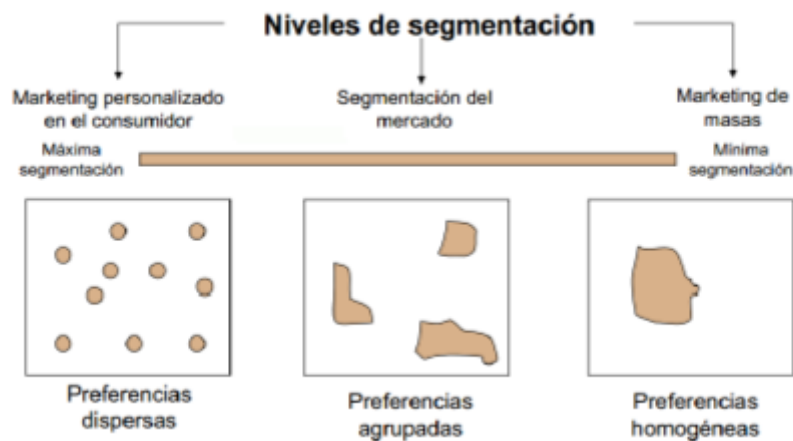 Niveles de segmentación
Marketing personalizado
en el consumidor
Segmentación del
mercado
Marketing de
masas
Máxima
segmentación
Mínima
segmentación
Preferencias
dispersas
Preferencias
agrupadas
Preferencias
homogéneas